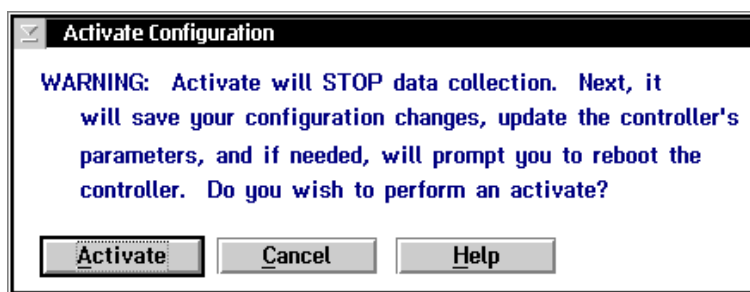 Activate Configuration
WARNING: Activate will STOP data collection. Next, it
will save your configuration changes, update the controller's
parameters, and if needed, will prompt you to reboot the
controller. Do you wish to perform an activate?
Activate Cancel Help